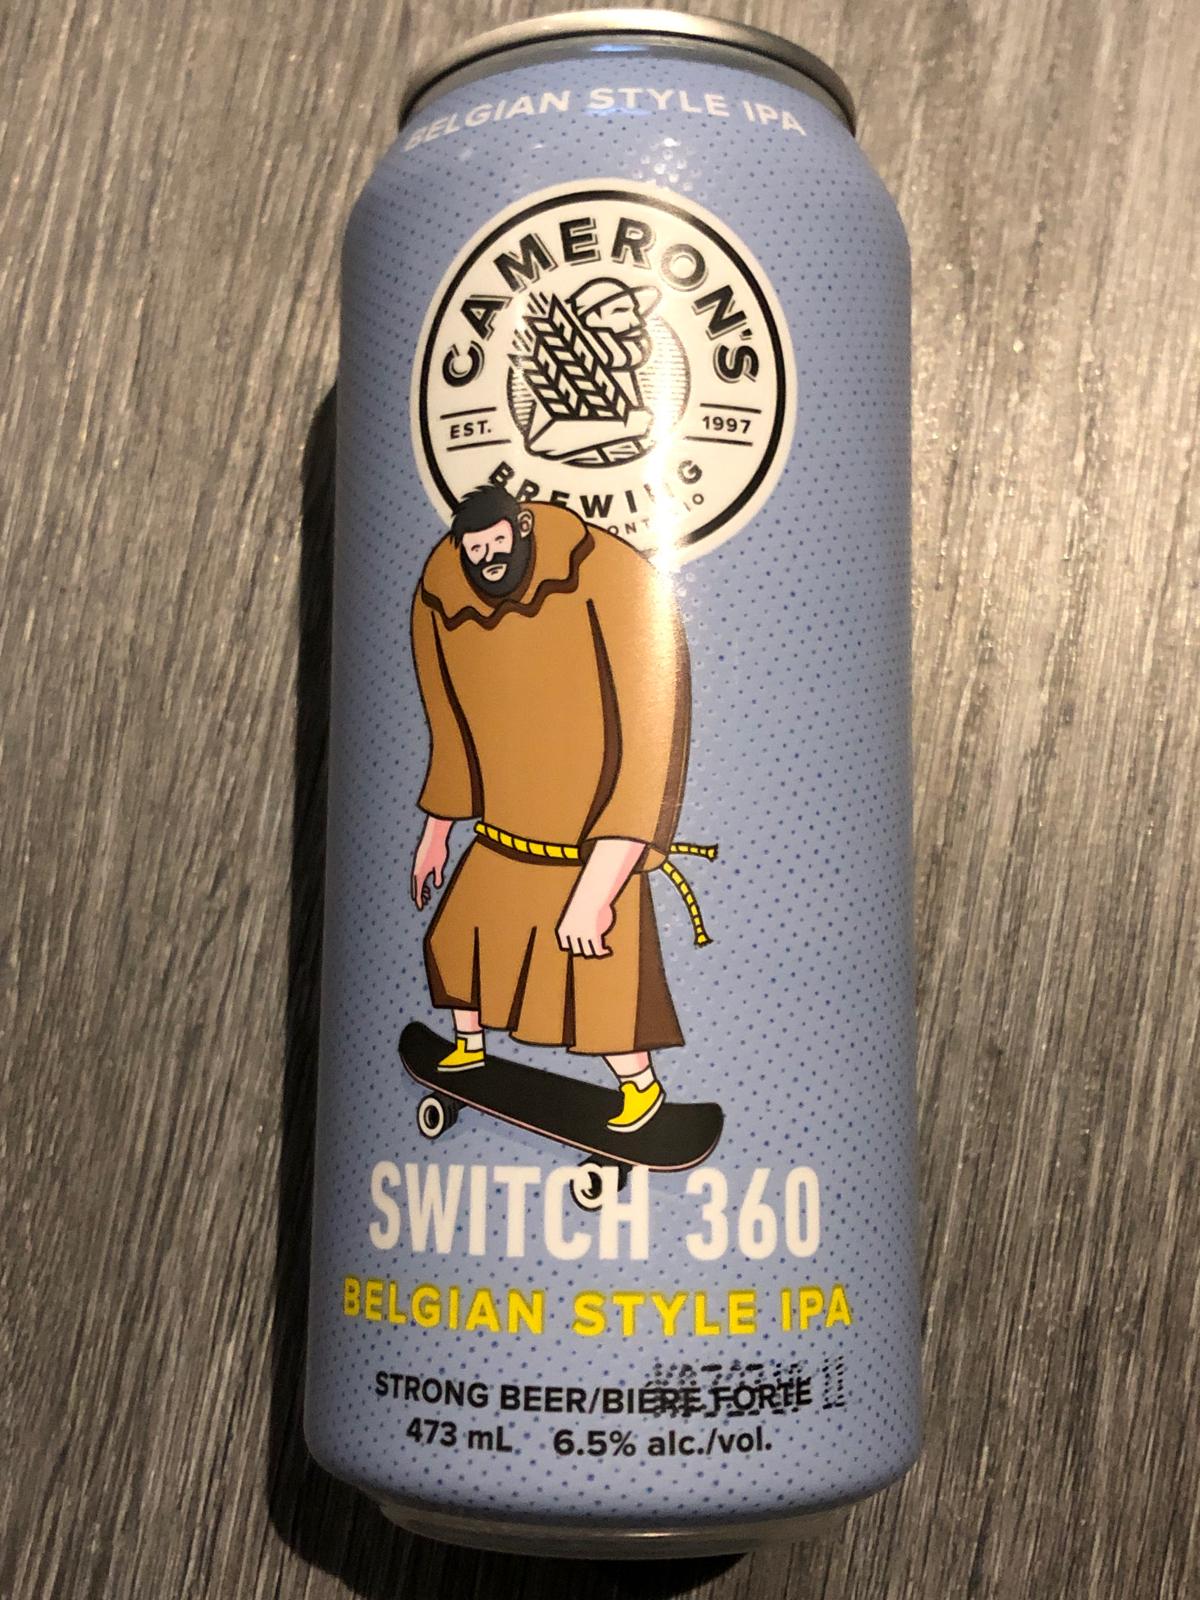 BELGIAN STYLE IPA
CAMERON'S
EST. 1997
BREWING
SWITCH 360
BELGIAN STYLE IPA
STRONG BEER/BIÈRE FORTE
473 mL 6.5% alc./vol.